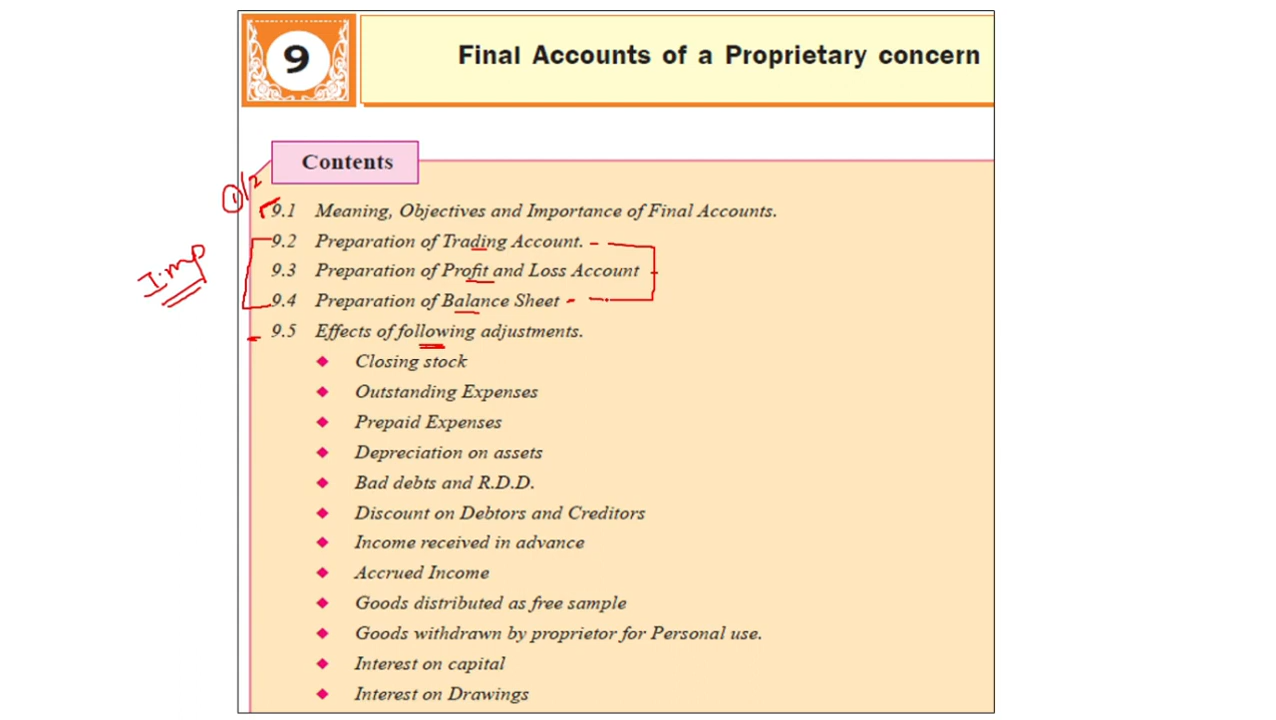 9
Final Accounts of a Proprietary concern
Contents
1/2
9.1 Meaning, Objectives and Importance of Final Accounts.
9.2 Preparation of Trading Account.
Imp
9.3 Preparation of Profit and Loss Account
9.4 Preparation of Balance Sheet
9.5 Effects of following adjustments.
◆ Closing stock
◆ Outstanding Expenses
◆ Prepaid Expenses
◆ Depreciation on assets
◆ Bad debts and R.D.D.
◆ Discount on Debtors and Creditors
◆ Income received in advance
◆ Accrued Income
◆ Goods distributed as free sample
◆ Goods withdrawn by proprietor for Personal use.
◆ Interest on capital
◆ Interest on Drawings